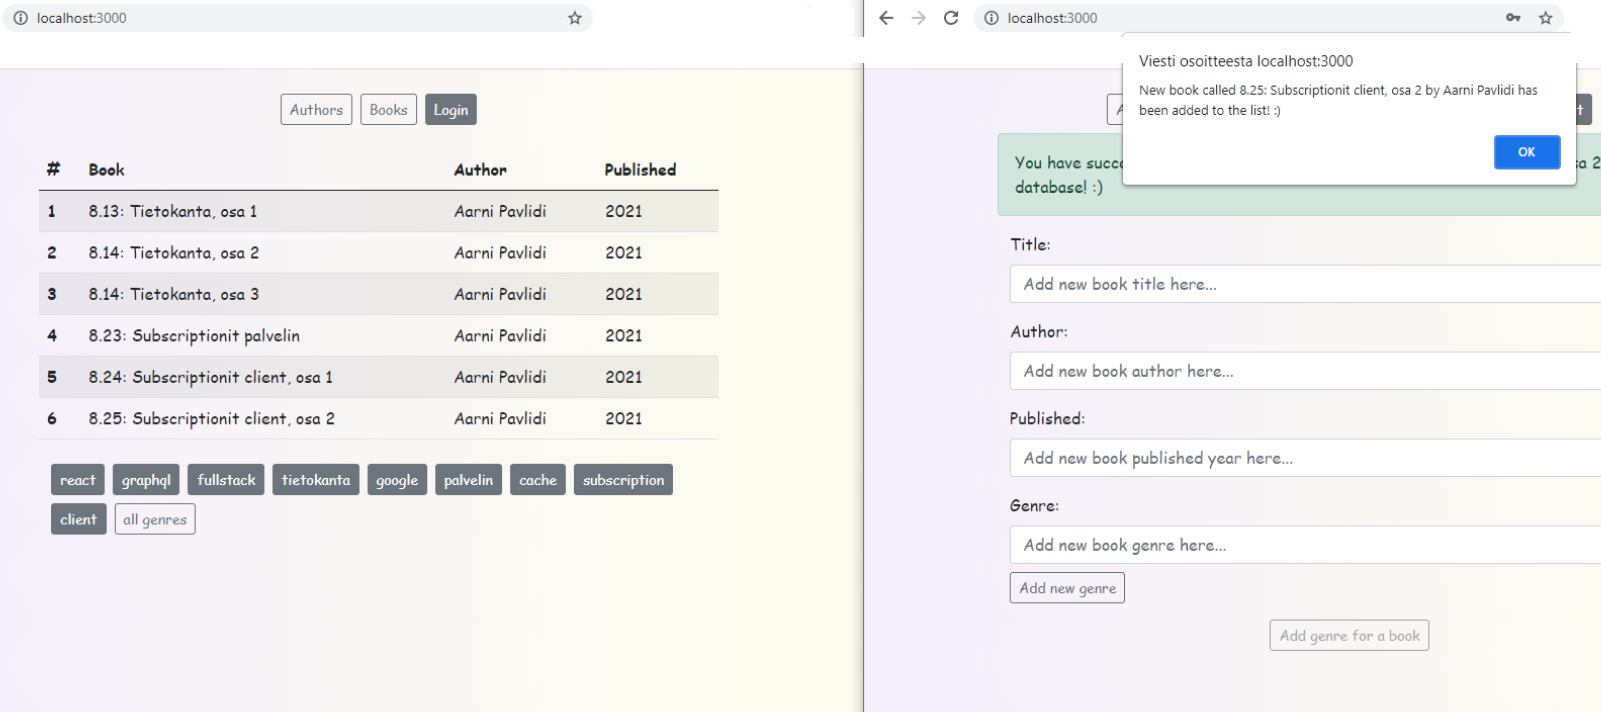 localhost:3000
Authors
Books
Login
# Book Author Published
1 8.13: Tietokanta, osa 1 Aarni Pavlidi 2021
2 8.14: Tietokanta, osa 2 Aarni Pavlidi 2021
3 8.14: Tietokanta, osa 3 Aarni Pavlidi 2021
4 8.23: Subscriptionit palvelin Aarni Pavlidi 2021
5 8.24: Subscriptionit client, osa 1 Aarni Pavlidi 2021
6 8.25: Subscriptionit client, osa 2 Aarni Pavlidi 2021
react graphql fullstack tietokanta google palvelin cache subscription
client all genres
localhost:3000
Viesti osoitteesta localhost:3000
New book called 8.25: Subscriptionit client, osa 2 by Aarni Pavlidi has
been added to the list! :)
OK
You have
database! :)
Title:
Add new book title here...
Author:
Add new book author here...
Published:
Add new book published year here...
Genre:
Add new book genre here...
Add new genre
Add genre for a book